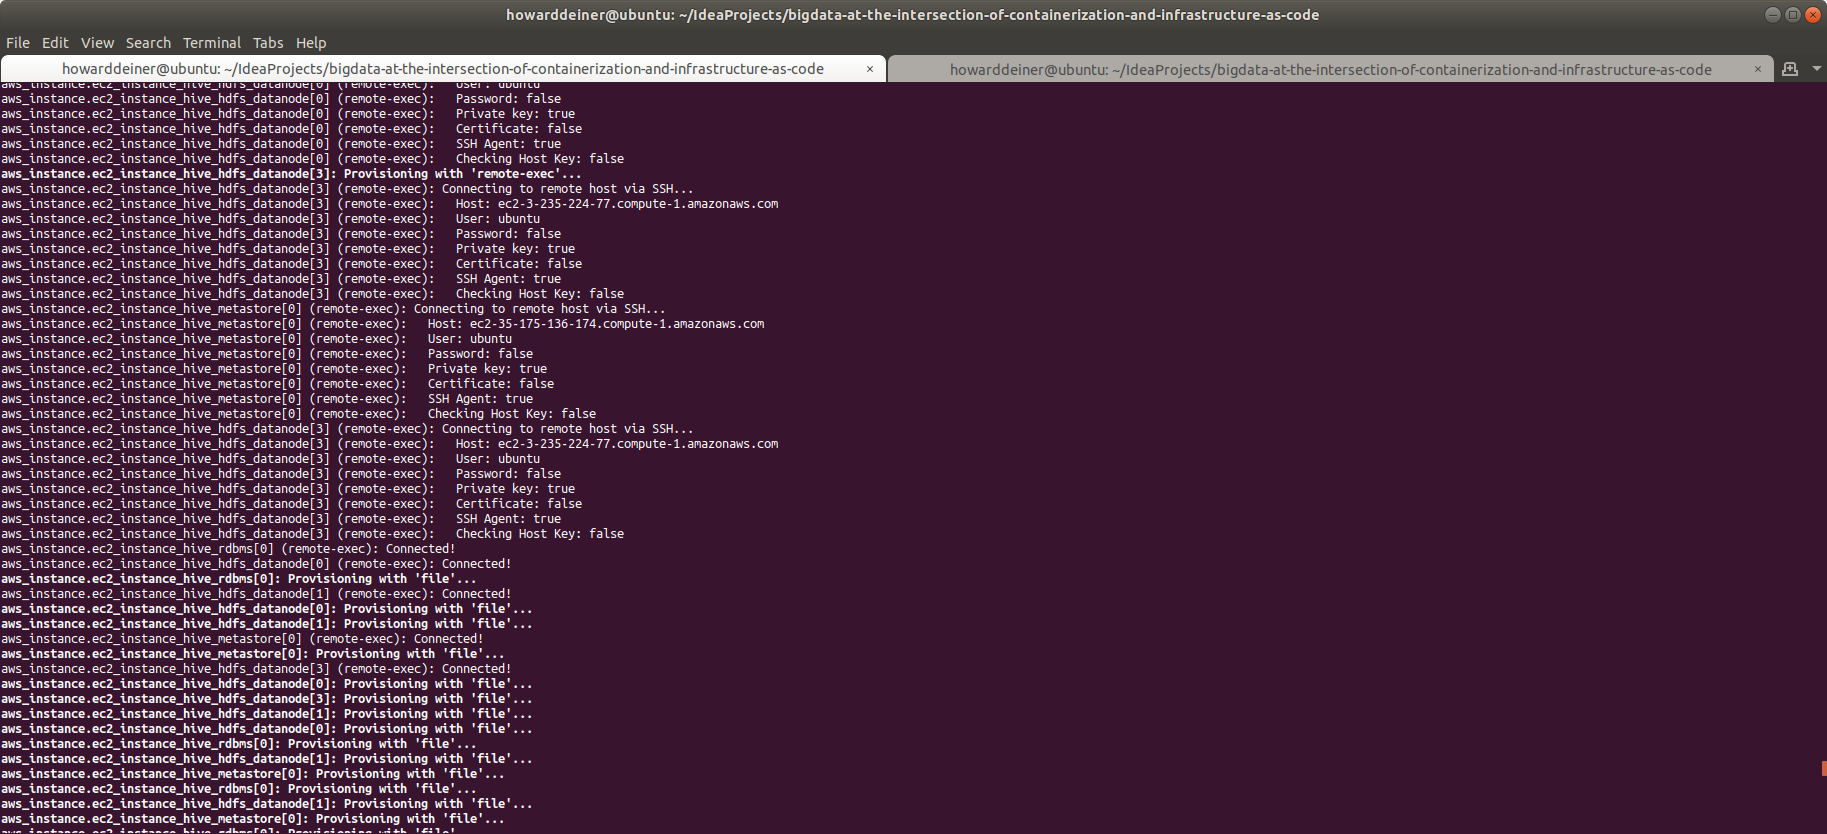 howarddeiner@ubuntu: ~/IdeaProjects/bigdata-at-the-intersection-of-containerization-and-infrastructure-as-code
File Edit View Search Terminal Tabs Help
howarddeiner@ubuntu: ~/IdeaProjects/bigdata-at-the-intersection-of-containerization-and-infrastructure-as-code × howarddeiner@ubuntu: ~/IdeaProjects/bigdata-at-the-intersection-of-containerization-and-infrastructure-as-code ×
aws_instance.ec2_instance_hive_hdfs_datanode[0] (remote-exec):   User: ubuntu
aws_instance.ec2_instance_hive_hdfs_datanode[0] (remote-exec):   Password: false
aws_instance.ec2_instance_hive_hdfs_datanode[0] (remote-exec):   Private key: true
aws_instance.ec2_instance_hive_hdfs_datanode[0] (remote-exec):   Certificate: false
aws_instance.ec2_instance_hive_hdfs_datanode[0] (remote-exec):   SSH Agent: true
aws_instance.ec2_instance_hive_hdfs_datanode[0] (remote-exec):   Checking Host Key: false
aws_instance.ec2_instance_hive_hdfs_datanode[3]: Provisioning with 'remote-exec'...
aws_instance.ec2_instance_hive_hdfs_datanode[3] (remote-exec): Connecting to remote host via SSH...
aws_instance.ec2_instance_hive_hdfs_datanode[3] (remote-exec):   Host: ec2-3-235-224-77.compute-1.amazonaws.com
aws_instance.ec2_instance_hive_hdfs_datanode[3] (remote-exec):   User: ubuntu
aws_instance.ec2_instance_hive_hdfs_datanode[3] (remote-exec):   Password: false
aws_instance.ec2_instance_hive_hdfs_datanode[3] (remote-exec):   Private key: true
aws_instance.ec2_instance_hive_hdfs_datanode[3] (remote-exec):   Certificate: false
aws_instance.ec2_instance_hive_hdfs_datanode[3] (remote-exec):   SSH Agent: true
aws_instance.ec2_instance_hive_hdfs_datanode[3] (remote-exec):   Checking Host Key: false
aws_instance.ec2_instance_hive_metastore[0] (remote-exec): Connecting to remote host via SSH...
aws_instance.ec2_instance_hive_metastore[0] (remote-exec):   Host: ec2-35-175-136-174.compute-1.amazonaws.com
aws_instance.ec2_instance_hive_metastore[0] (remote-exec):   User: ubuntu
aws_instance.ec2_instance_hive_metastore[0] (remote-exec):   Password: false
aws_instance.ec2_instance_hive_metastore[0] (remote-exec):   Private key: true
aws_instance.ec2_instance_hive_metastore[0] (remote-exec):   Certificate: false
aws_instance.ec2_instance_hive_metastore[0] (remote-exec):   SSH Agent: true
aws_instance.ec2_instance_hive_metastore[0] (remote-exec):   Checking Host Key: false
aws_instance.ec2_instance_hive_hdfs_datanode[3] (remote-exec): Connecting to remote host via SSH...
aws_instance.ec2_instance_hive_hdfs_datanode[3] (remote-exec):   Host: ec2-3-235-224-77.compute-1.amazonaws.com
aws_instance.ec2_instance_hive_hdfs_datanode[3] (remote-exec):   User: ubuntu
aws_instance.ec2_instance_hive_hdfs_datanode[3] (remote-exec):   Password: false
aws_instance.ec2_instance_hive_hdfs_datanode[3] (remote-exec):   Private key: true
aws_instance.ec2_instance_hive_hdfs_datanode[3] (remote-exec):   Certificate: false
aws_instance.ec2_instance_hive_hdfs_datanode[3] (remote-exec):   SSH Agent: true
aws_instance.ec2_instance_hive_hdfs_datanode[3] (remote-exec):   Checking Host Key: false
aws_instance.ec2_instance_hive_rdbms[0] (remote-exec): Connected!
aws_instance.ec2_instance_hive_hdfs_datanode[0] (remote-exec): Connected!
aws_instance.ec2_instance_hive_rdbms[0]: Provisioning with 'file'...
aws_instance.ec2_instance_hive_hdfs_datanode[1] (remote-exec): Connected!
aws_instance.ec2_instance_hive_hdfs_datanode[0]: Provisioning with 'file'...
aws_instance.ec2_instance_hive_hdfs_datanode[1]: Provisioning with 'file'...
aws_instance.ec2_instance_hive_metastore[0] (remote-exec): Connected!
aws_instance.ec2_instance_hive_metastore[0]: Provisioning with 'file'...
aws_instance.ec2_instance_hive_hdfs_datanode[3] (remote-exec): Connected!
aws_instance.ec2_instance_hive_hdfs_datanode[0]: Provisioning with 'file'...
aws_instance.ec2_instance_hive_hdfs_datanode[3]: Provisioning with 'file'...
aws_instance.ec2_instance_hive_hdfs_datanode[1]: Provisioning with 'file'...
aws_instance.ec2_instance_hive_hdfs_datanode[0]: Provisioning with 'file'...
aws_instance.ec2_instance_hive_rdbms[0]: Provisioning with 'file'...
aws_instance.ec2_instance_hive_hdfs_datanode[1]: Provisioning with 'file'...
aws_instance.ec2_instance_hive_metastore[0]: Provisioning with 'file'...
aws_instance.ec2_instance_hive_rdbms[0]: Provisioning with 'file'...
aws_instance.ec2_instance_hive_hdfs_datanode[1]: Provisioning with 'file'...
aws_instance.ec2_instance_hive_metastore[0]: Provisioning with 'file'...